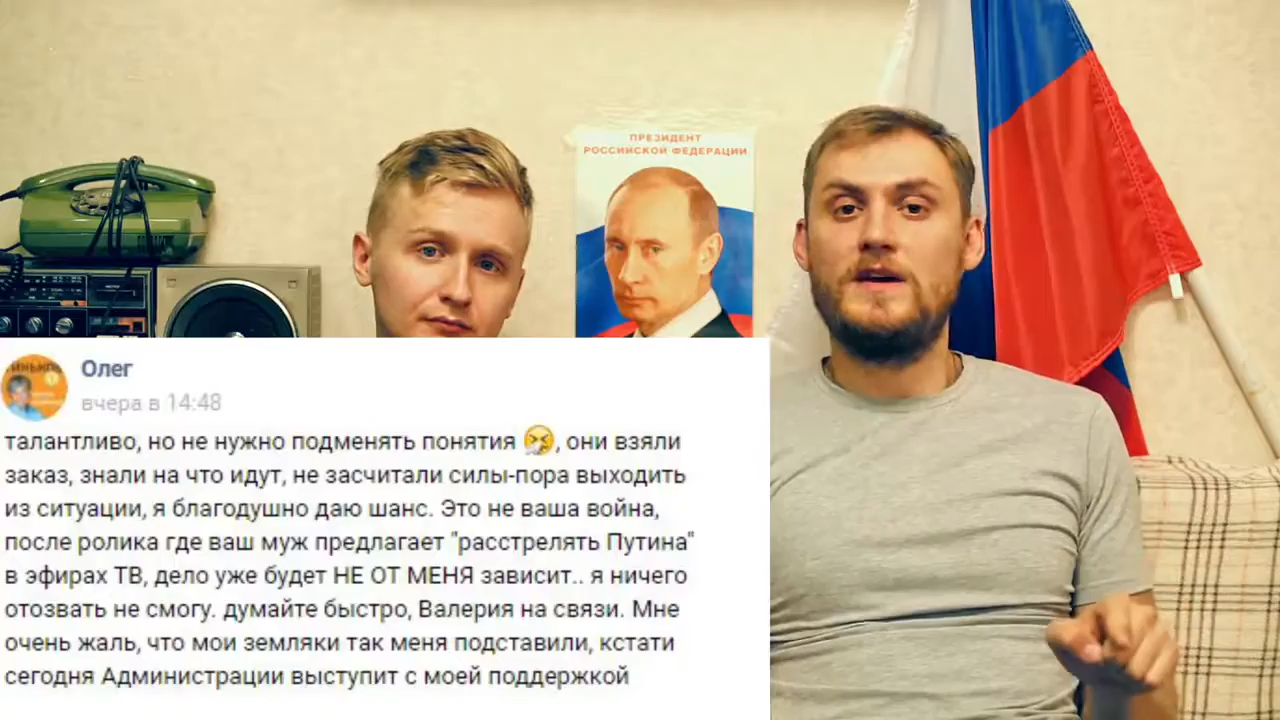 ПРЕЗИДЕНТ
РОССИЙСКОЙ ФЕДЕРАЦИИ
Олег
вчера в 14:48
талантливо, но не нужно подменять понятия 🤧, они взяли
заказ, знали на что идут, не засчитали силы-пора выходить
из ситуации, я благодушно даю шанс. Это не ваша война,
после ролика где ваш муж предлагает "расстрелять Путина"
в эфирах ТВ, дело уже будет НЕ ОТ МЕНЯ зависит.. я ничего
отозвать не смогу. думайте быстро, Валерия на связи. Мне
очень жаль, что мои земляки так меня подставили, кстати
сегодня Администрации выступит с моей поддержкой